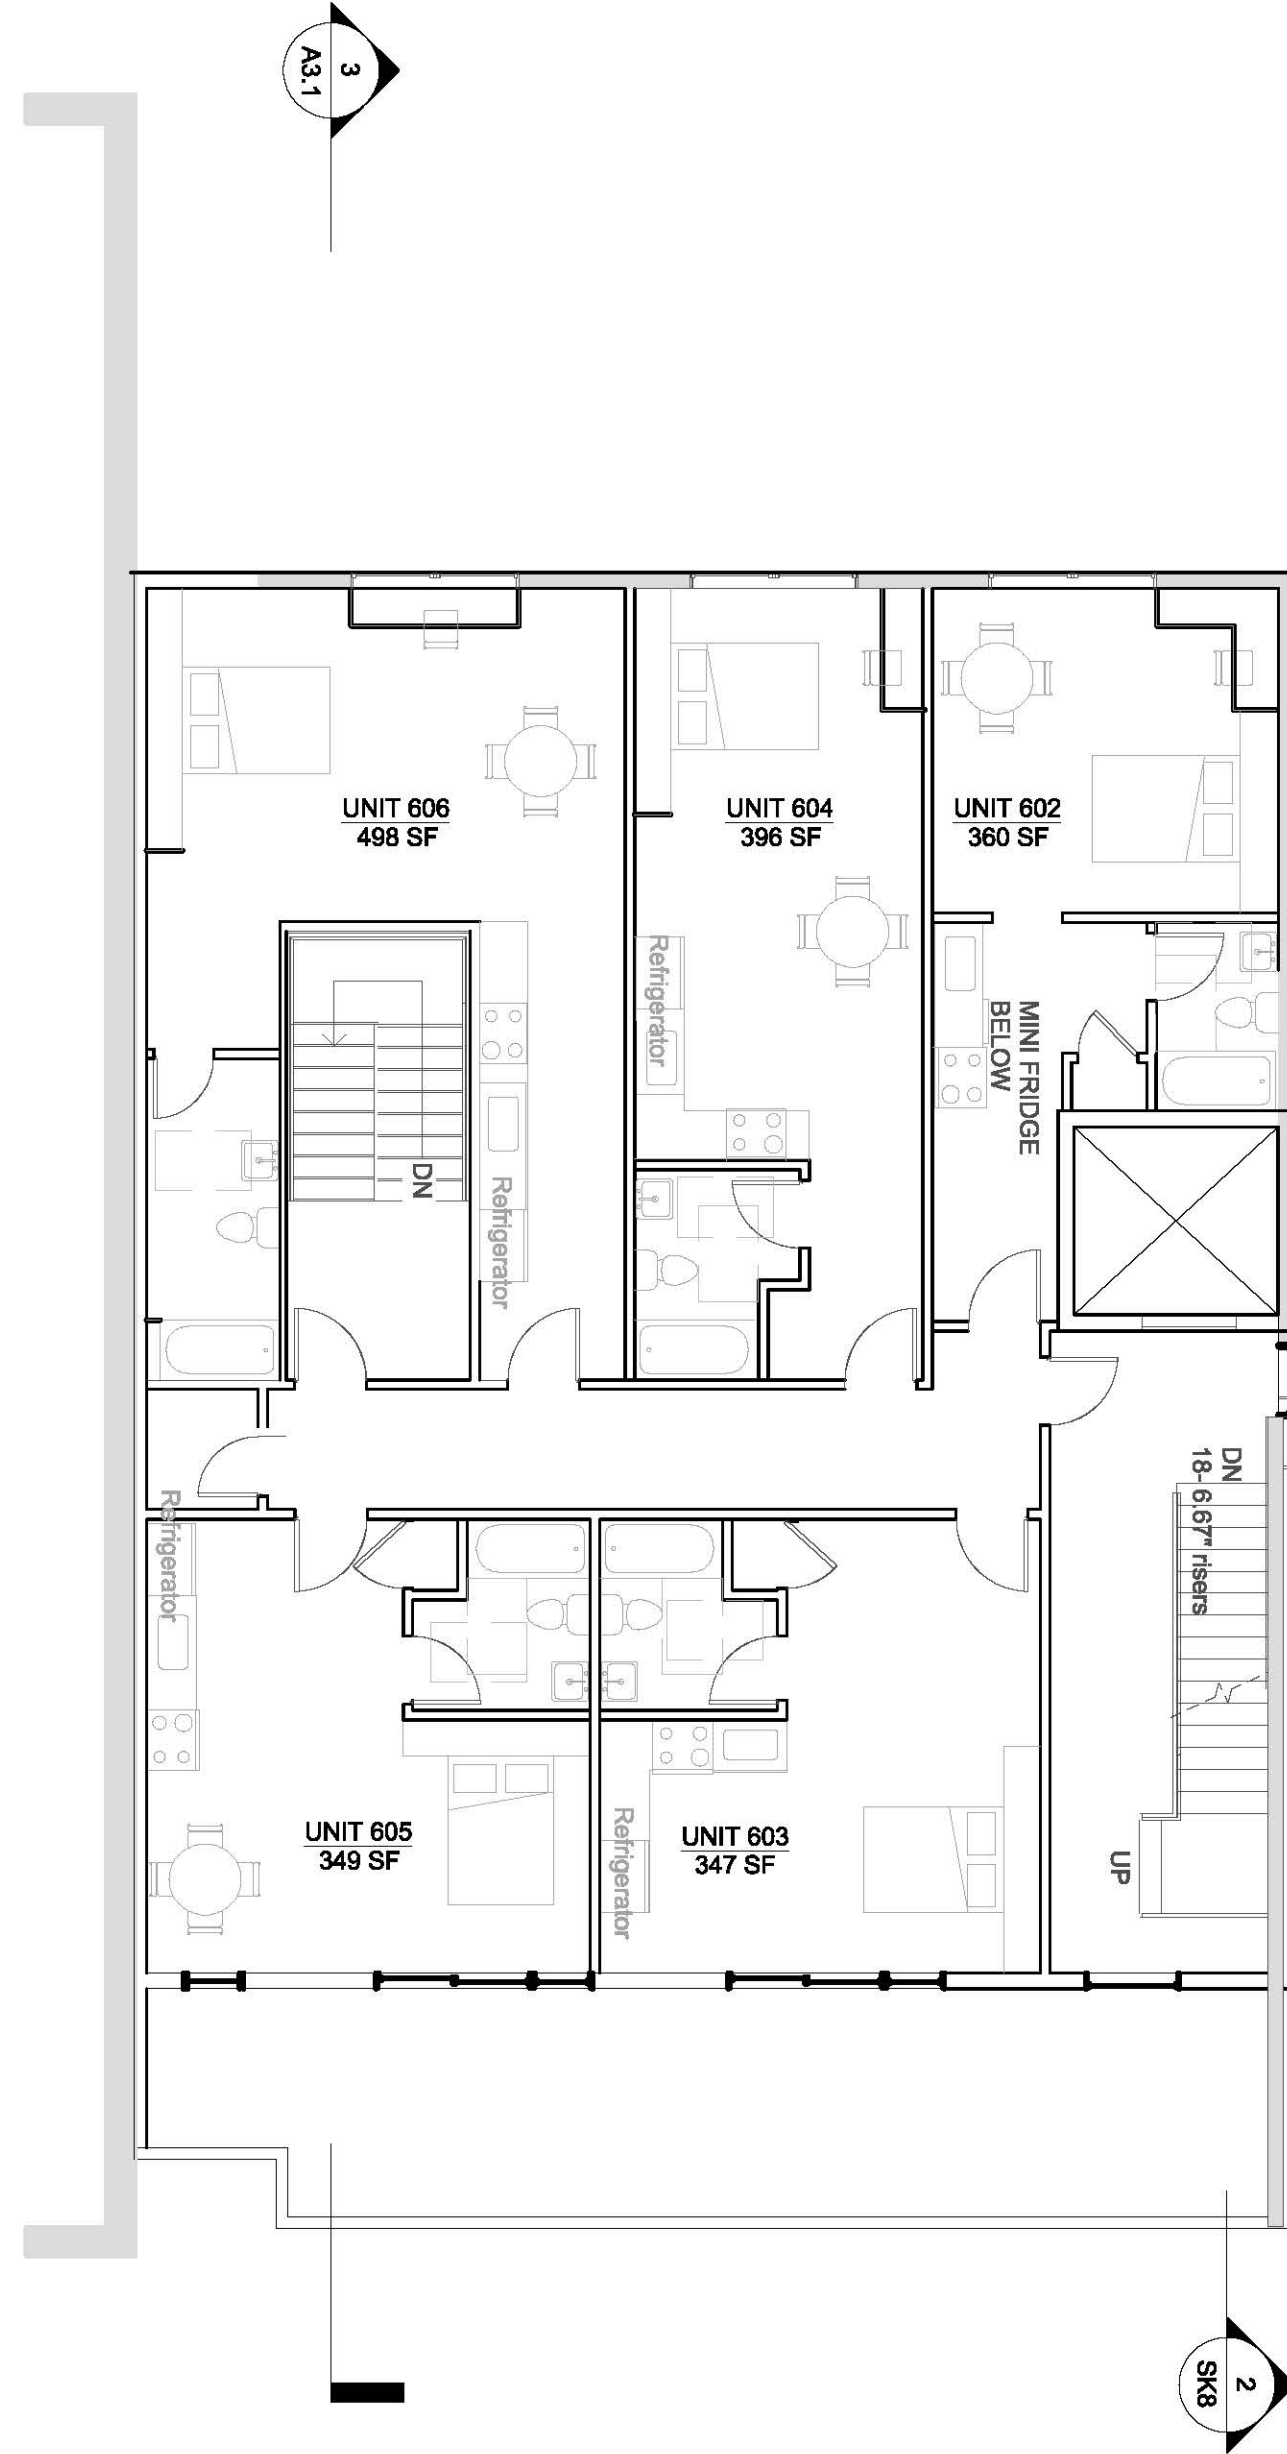 3
A3.1
UNIT 606
498 SF
UNIT 604
396 SF
UNIT 602
360 SF
Refrigerator
MINI FRIDGE
BELOW
DN
Refrigerator
DN
18- 6.67" risers
Refrigerator
UNIT 605
349 SF
Refrigerator
UNIT 603
347 SF
UP
2
SK8